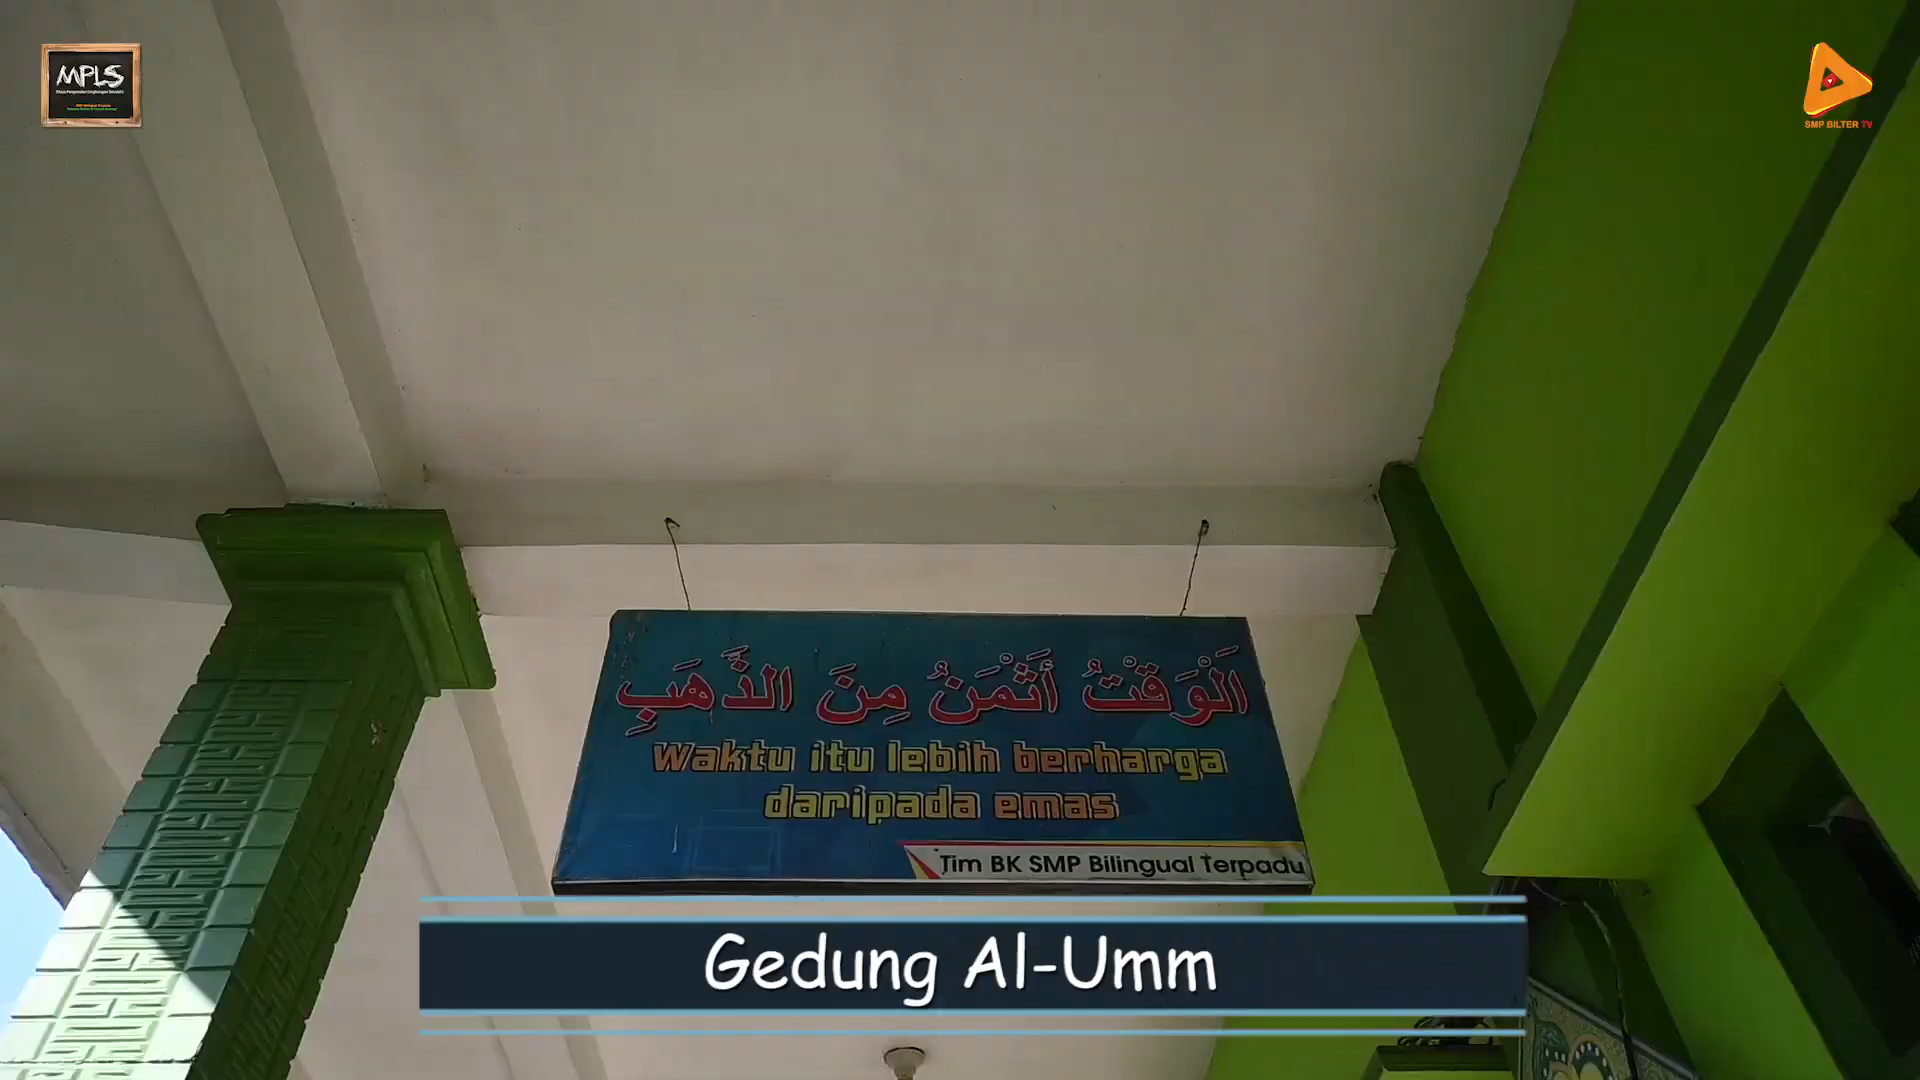 MPLS
SMP BILTER TV
اَلْوَقْتُ أَثْمَنُ مِنَ الذَّهَبِ
Waktu itu lebih berharga
daripada emas
Tim BK SMP Bilingual Terpadu
Gedung Al-Umm